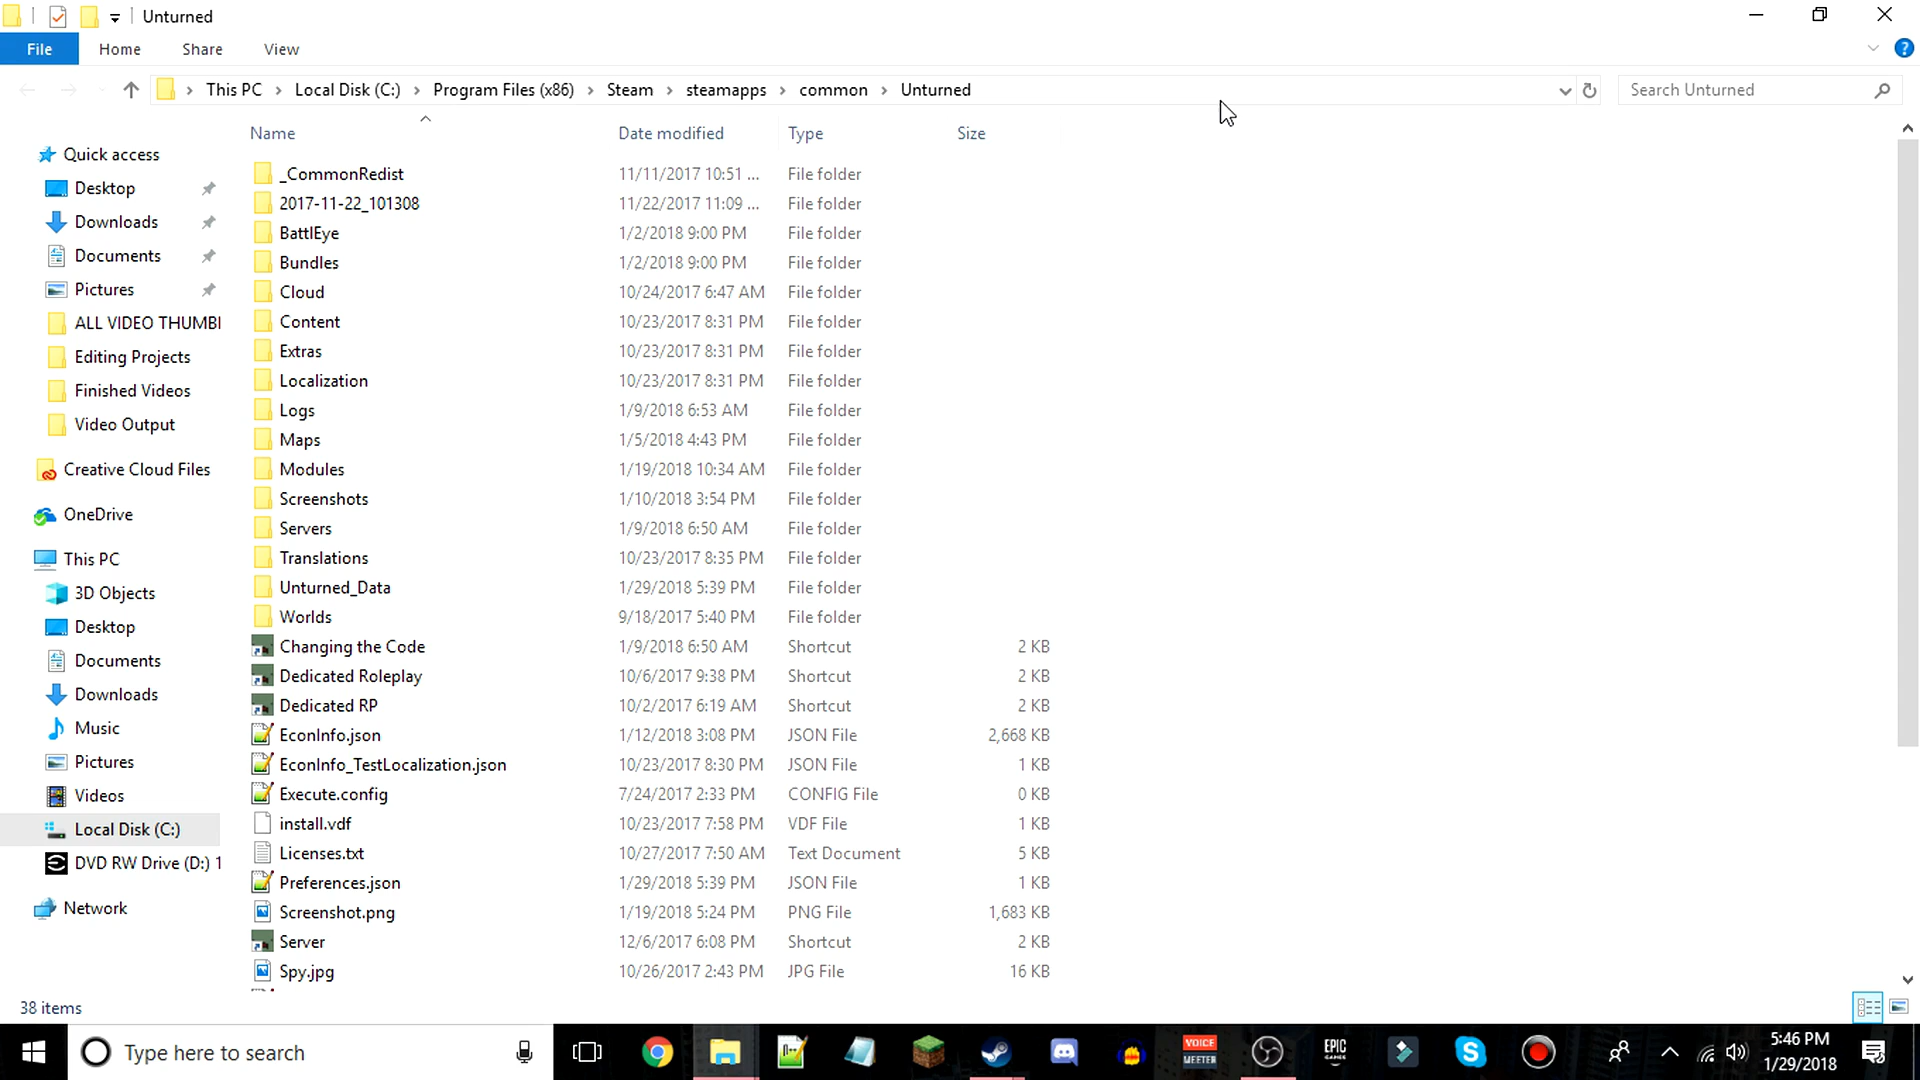 Unturned
File Home Share View
This PC Local Disk (C:) Program Files (x86) Steam steamapps common Unturned
Search Unturned
Name Date modified Type Size
Quick access
Desktop
Downloads
Documents
Pictures
ALL VIDEO THUMBI
Editing Projects
Finished Videos
Video Output
Creative Cloud Files
OneDrive
This PC
3D Objects
Desktop
Documents
Downloads
Music
Pictures
Videos
Local Disk (C:)
DVD RW Drive (D:) 1
Network
_CommonRedist 11/11/2017 10:51 ... File folder
2017-11-22_101308 11/22/2017 11:09 ... File folder
BattlEye 1/2/2018 9:00 PM File folder
Bundles 1/2/2018 9:00 PM File folder
Cloud 10/24/2017 6:47 AM File folder
Content 10/23/2017 8:31 PM File folder
Extras 10/23/2017 8:31 PM File folder
Localization 10/23/2017 8:31 PM File folder
Logs 1/9/2018 6:53 AM File folder
Maps 1/5/2018 4:43 PM File folder
Modules 1/19/2018 10:34 AM File folder
Screenshots 1/10/2018 3:54 PM File folder
Servers 1/9/2018 6:50 AM File folder
Translations 10/23/2017 8:35 PM File folder
Unturned_Data 1/29/2018 5:39 PM File folder
Worlds 9/18/2017 5:40 PM File folder
Changing the Code 1/9/2018 6:50 AM Shortcut 2 KB
Dedicated Roleplay 10/6/2017 9:38 PM Shortcut 2 KB
Dedicated RP 10/2/2017 6:19 AM Shortcut 2 KB
EconInfo.json 1/12/2018 3:08 PM JSON File 2,668 KB
EconInfo_TestLocalization.json 10/23/2017 8:30 PM JSON File 1 KB
Execute.config 7/24/2017 2:33 PM CONFIG File 0 KB
install.vdf 10/23/2017 7:58 PM VDF File 1 KB
Licenses.txt 10/27/2017 7:50 AM Text Document 5 KB
Preferences.json 1/29/2018 5:39 PM JSON File 1 KB
Screenshot.png 1/19/2018 5:24 PM PNG File 1,683 KB
Server 12/6/2017 6:08 PM Shortcut 2 KB
Spy.jpg 10/26/2017 2:43 PM JPG File 16 KB
38 items
Type here to search
VOICE
MEETER
EPIC
GAMES
5:46 PM
1/29/2018